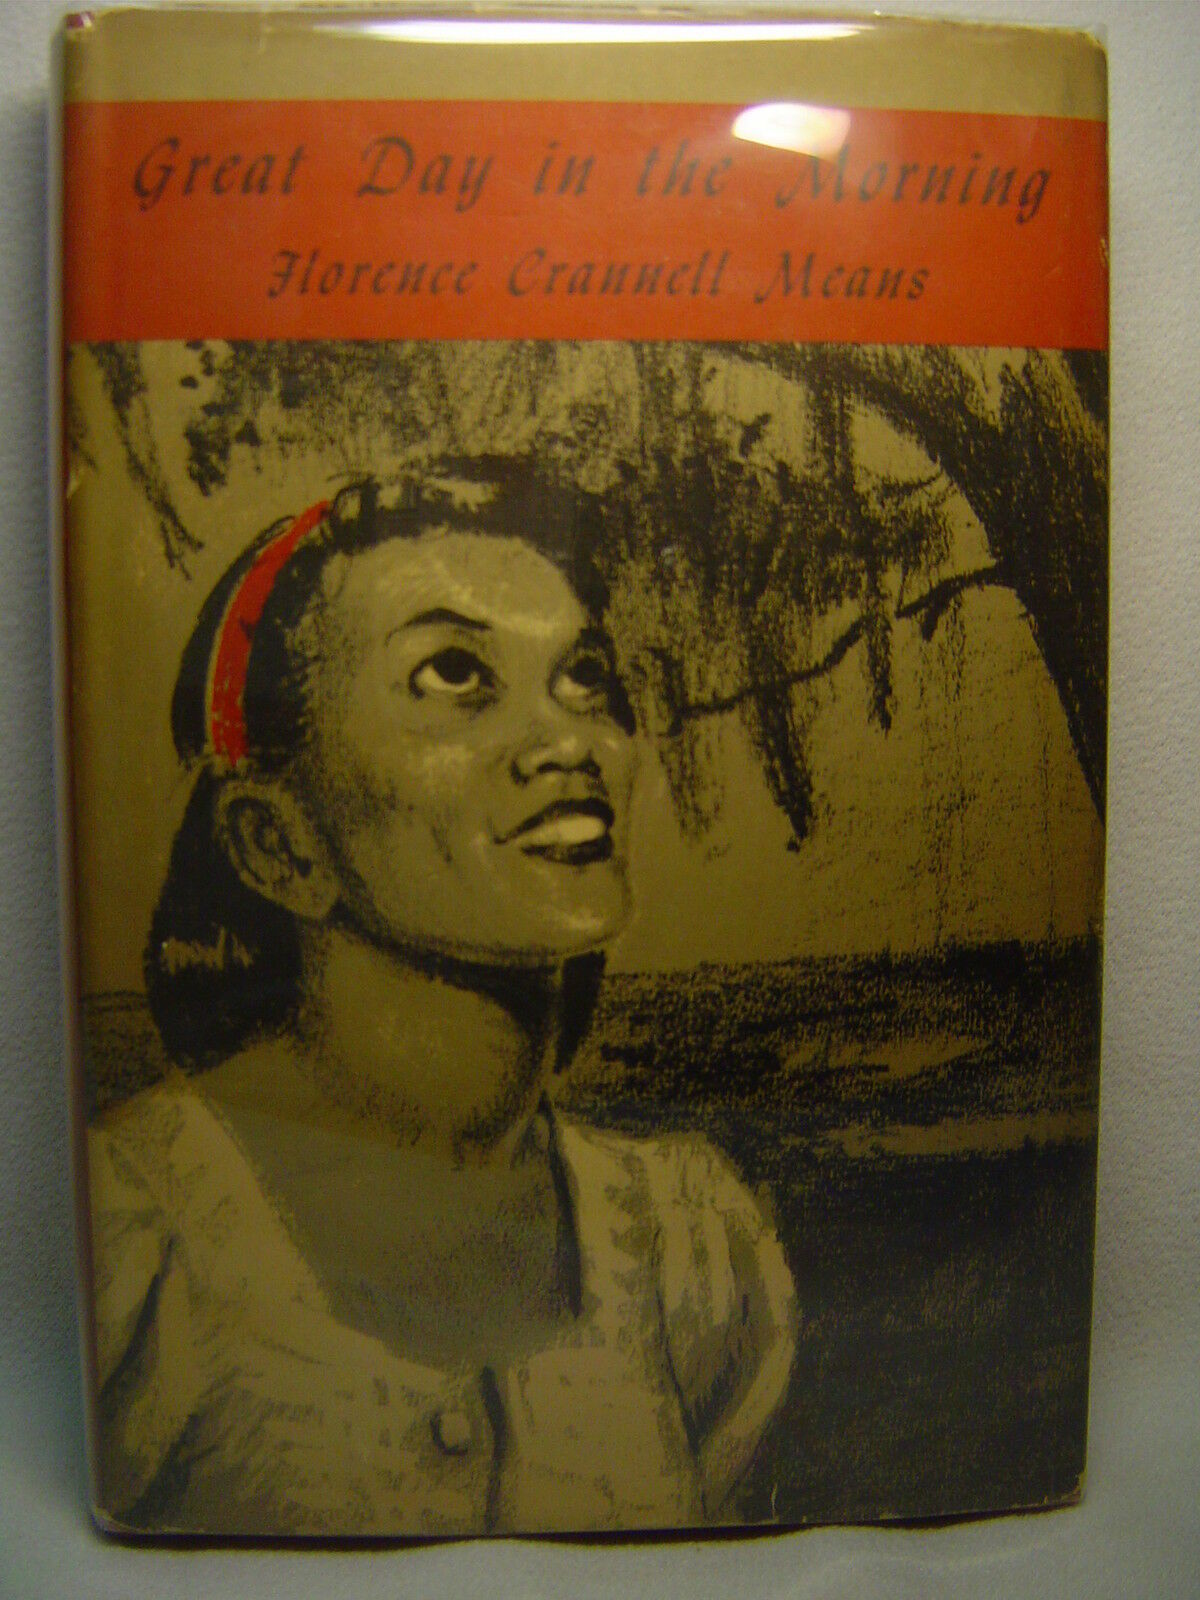 Great Day in the Morning
Florence Crannell Means